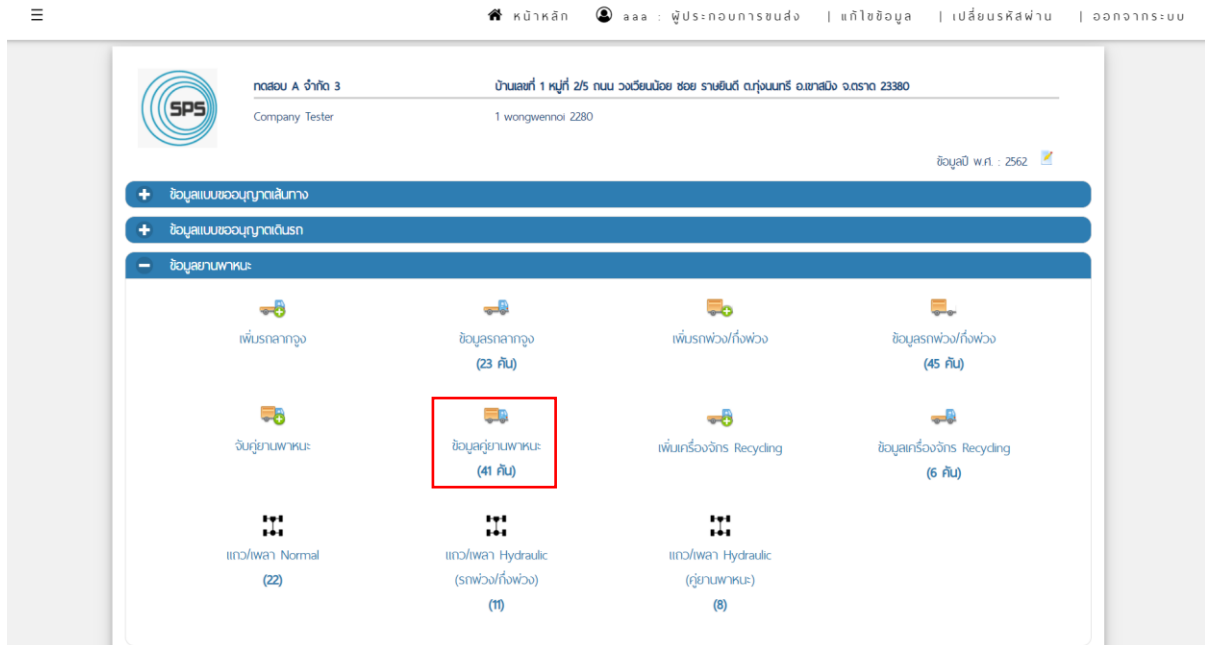 หน้าหลัก aaa : ผู้ประกอบการขนส่ง | แก้ไขข้อมูล | เปลี่ยนรหัสผ่าน | ออกจากระบบ
SPS
ทดสอบ A จำกัด 3 บ้านเลขที่ 1 หมู่ที่ 2/5 ถนน วงเวียนน้อย ซอย ราษยินดี ต.ทุ่งนนทรี อ.เขาสมิง จ.ตราด 23380
Company Tester 1 wongwennoi 2280
ข้อมูลปี พ.ศ. : 2562
ข้อมูลแบบขออนุญาตเส้นทาง
ข้อมูลแบบขออนุญาตเดินรถ
ข้อมูลยานพาหนะ
เพิ่มรถลากจูง ข้อมูลรถลากจูง เพิ่มรถพ่วง/กึ่งพ่วง ข้อมูลรถพ่วง/กึ่งพ่วง
(23 คัน) (45 คัน)
จับคู่ยานพาหนะ ข้อมูลคู่ยานพาหนะ เพิ่มเครื่องจักร Recycling ข้อมูลเครื่องจักร Recycling
(41 คัน) (6 คัน)
แถว/เพลา Normal แถว/เพลา Hydraulic แถว/เพลา Hydraulic
(22) (รถพ่วง/กึ่งพ่วง) (คู่ยานพาหนะ)
(11) (8)